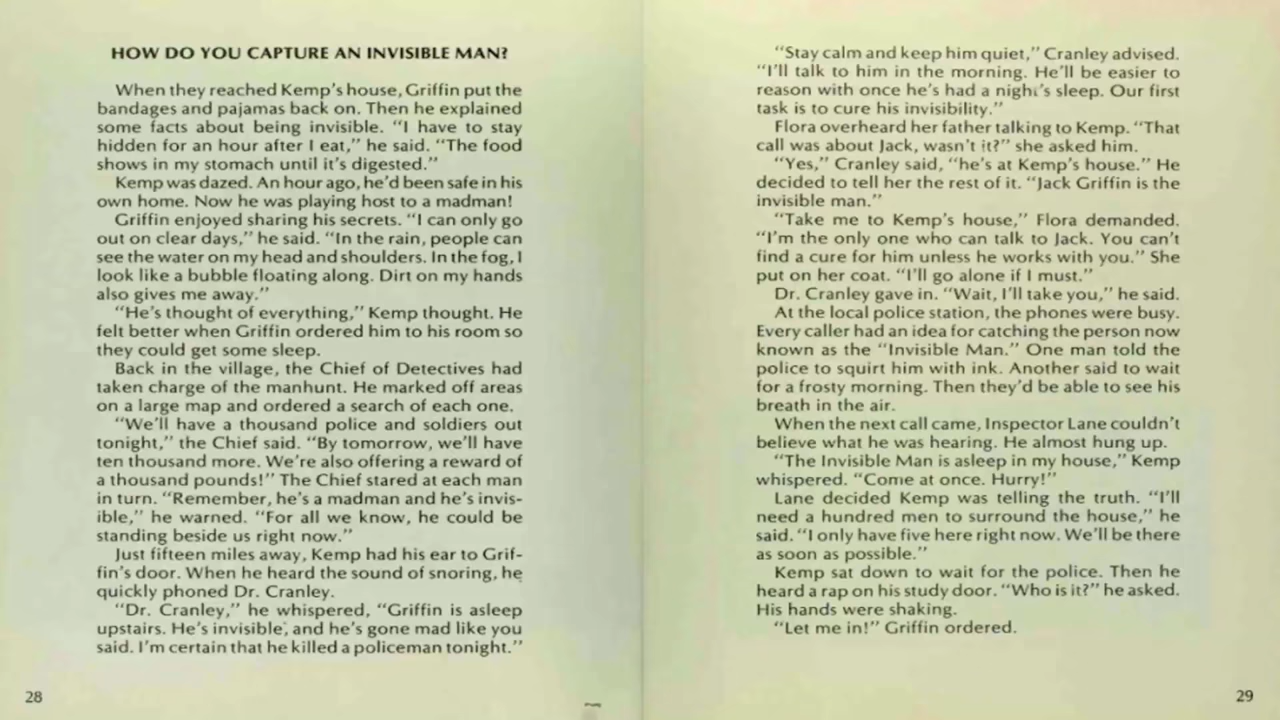 HOW DO YOU CAPTURE AN INVISIBLE MAN?
When they reached Kemp's house, Griffin put the
bandages and pajamas back on. Then he explained
some facts about being invisible. "I have to stay
hidden for an hour after I eat," he said. "The food
shows in my stomach until it's digested."
Kemp was dazed. An hour ago, he'd been safe in his
own home. Now he was playing host to a madman!
Griffin enjoyed sharing his secrets. "I can only go
out on clear days," he said. "In the rain, people can
see the water on my head and shoulders. In the fog, I
look like a bubble floating along. Dirt on my hands
also gives me away."
"He's thought of everything," Kemp thought. He
felt better when Griffin ordered him to his room so
they could get some sleep.
Back in the village, the Chief of Detectives had
taken charge of the manhunt. He marked off areas
on a large map and ordered a search of each one.
"We'll have a thousand police and soldiers out
tonight," the Chief said. "By tomorrow, we'll have
ten thousand more. We're also offering a reward of
a thousand pounds!" The Chief stared at each man
in turn. "Remember, he's a madman and he's invis-
ible," he warned. "For all we know, he could be
standing beside us right now."
Just fifteen miles away, Kemp had his ear to Grif-
fin's door. When he heard the sound of snoring, he
quickly phoned Dr. Cranley.
"Dr. Cranley," he whispered, "Griffin is asleep
upstairs. He's invisible, and he's gone mad like you
said. I'm certain that he killed a policeman tonight."
28
"Stay calm and keep him quiet," Cranley advised.
"I'll talk to him in the morning. He'll be easier to
reason with once he's had a night's sleep. Our first
task is to cure his invisibility."
Flora overheard her father talking to Kemp. "That
call was about Jack, wasn't it?" she asked him.
"Yes," Cranley said, "he's at Kemp's house." He
decided to tell her the rest of it. "Jack Griffin is the
invisible man."
"Take me to Kemp's house," Flora demanded.
"I'm the only one who can talk to Jack. You can't
find a cure for him unless he works with you." She
put on her coat. "I'll go alone if I must."
Dr. Cranley gave in. "Wait, I'll take you," he said.
At the local police station, the phones were busy.
Every caller had an idea for catching the person now
known as the "Invisible Man." One man told the
police to squirt him with ink. Another said to wait
for a frosty morning. Then they'd be able to see his
breath in the air.
When the next call came, Inspector Lane couldn't
believe what he was hearing. He almost hung up.
"The Invisible Man is asleep in my house," Kemp
whispered. "Come at once. Hurry!"
Lane decided Kemp was telling the truth. "I'll
need a hundred men to surround the house," he
said. "I only have five here right now. We'll be there
as soon as possible."
Kemp sat down to wait for the police. Then he
heard a rap on his study door. "Who is it?" he asked.
His hands were shaking.
"Let me in!" Griffin ordered.
29